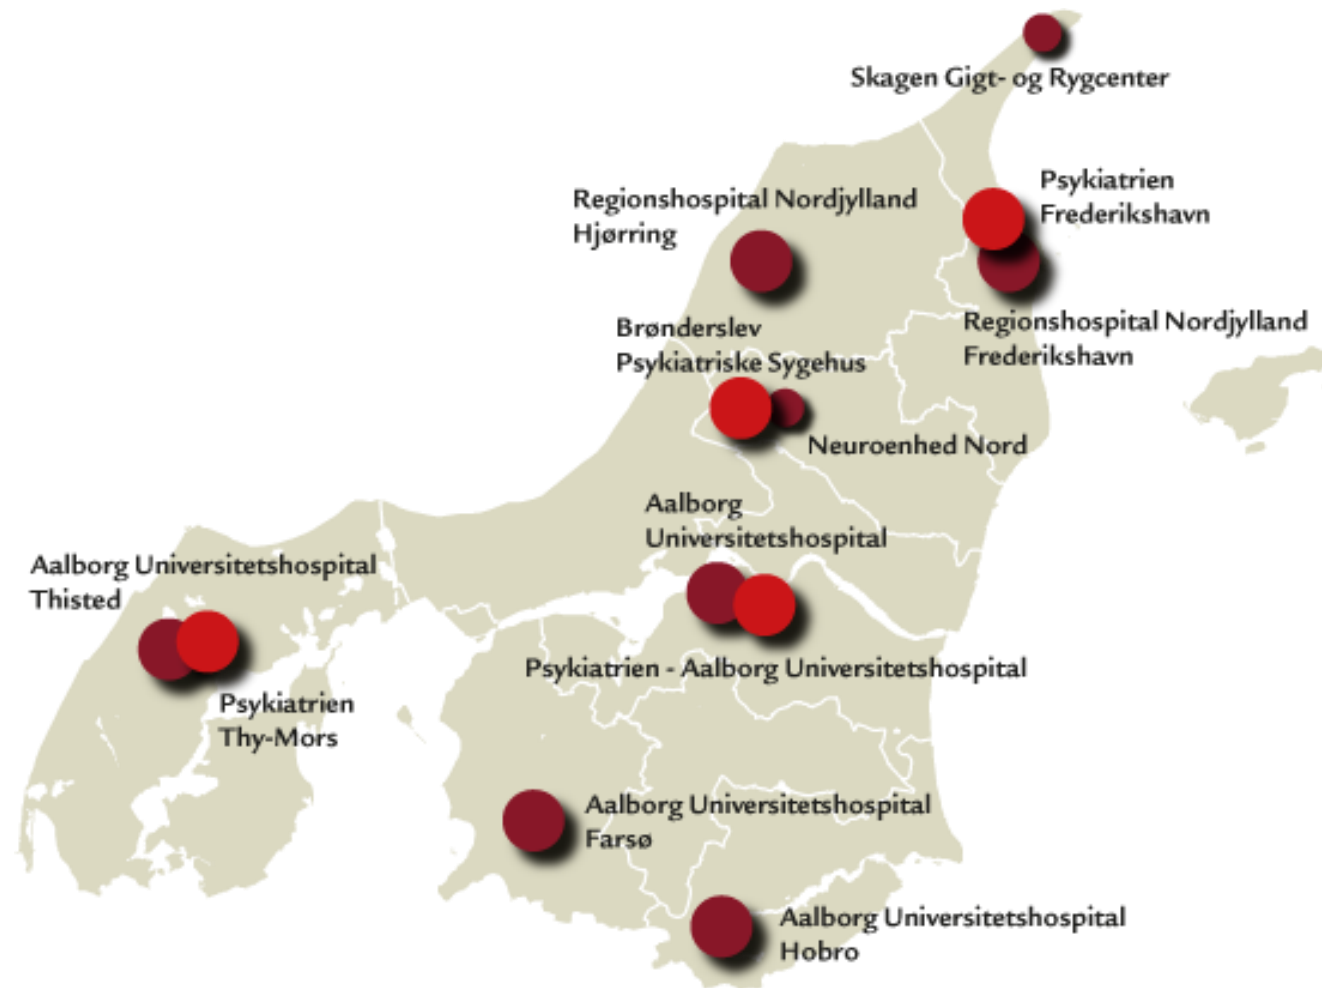 Skagen Gigt- og Rygcenter
Psykiatrien
Frederikshavn
Regionshospital Nordjylland
Hjørring
Regionshospital Nordjylland
Frederikshavn
Brønderslev
Psykiatriske Sygehus
Neuroenhed Nord
Aalborg
Universitetshospital
Aalborg Universitetshospital
Thisted
Psykiatrien - Aalborg Universitetshospital
Psykiatrien
Thy-Mors
Aalborg Universitetshospital
Farsø
Aalborg Universitetshospital
Hobro